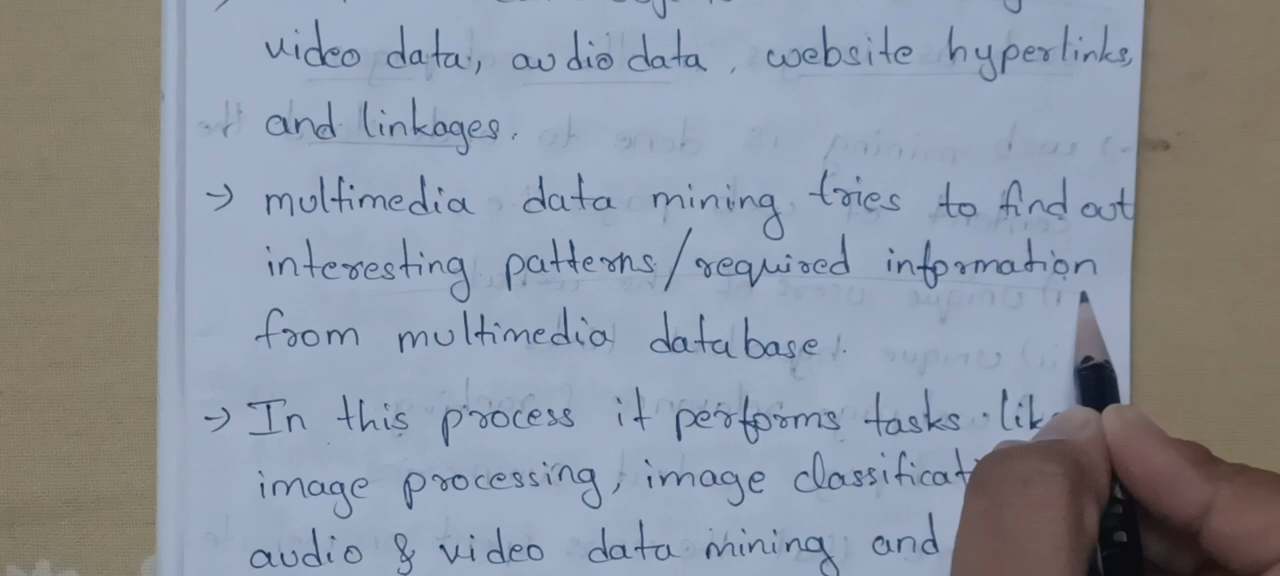 video data, audio data, website hyperlinks,
and linkages.
→ multimedia data mining tries to find out
interesting patterns/required information
from multimedia database.
→ In this process it performs tasks like
image processing, image
audio & video data mining and